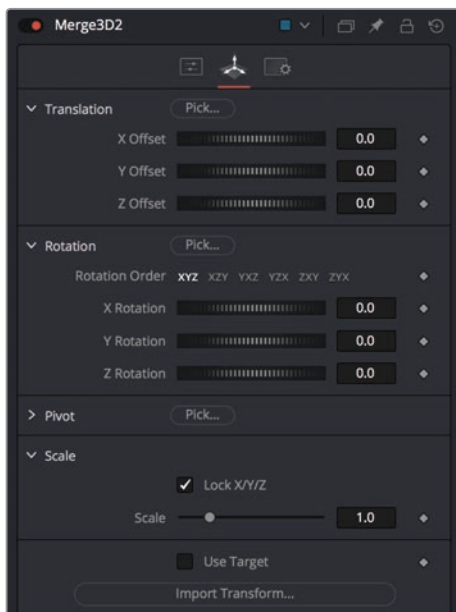 Merge3D2
Translation Pick...
X Offset 0.0
Y Offset 0.0
Z Offset 0.0
Rotation Pick...
Rotation Order XYZ XZY YXZ YZX ZXY ZYX
X Rotation 0.0
Y Rotation 0.0
Z Rotation 0.0
Pivot Pick...
Scale
Lock X/Y/Z
Scale 1.0
Use Target
Import Transform...